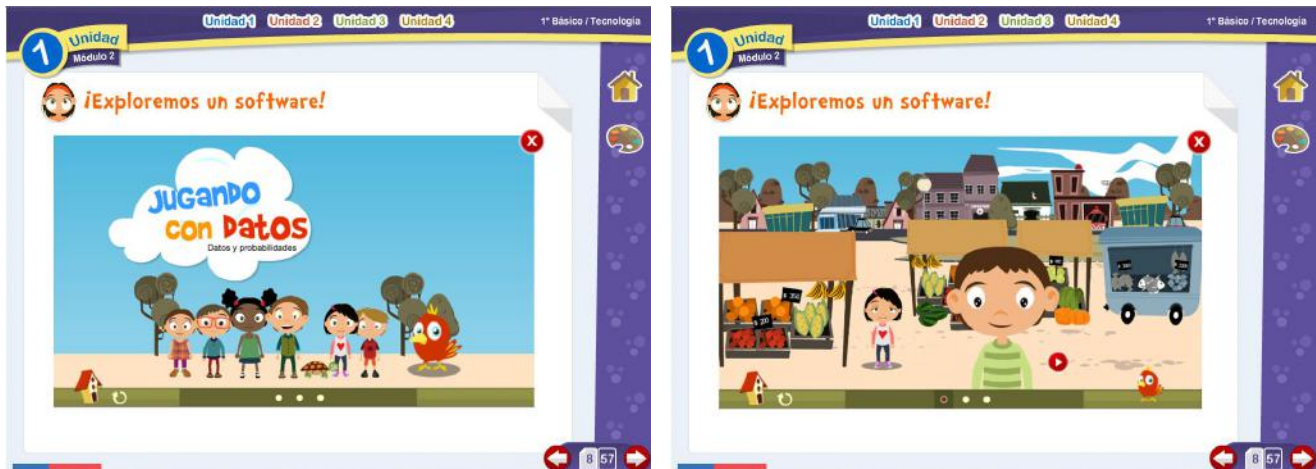 Unidad 1 Unidad 2 Unidad 3 Unidad 4
1° Básico / Tecnología
1 Unidad
Módulo 2
¡Exploremos un software!
X
JUGANDO
con Datos
Datos y probabilidades
8 57
Unidad 1 Unidad 2 Unidad 3 Unidad 4
1° Básico / Tecnología
1 Unidad
Módulo 2
¡Exploremos un software!
X
$ 350
$ 200
8 57